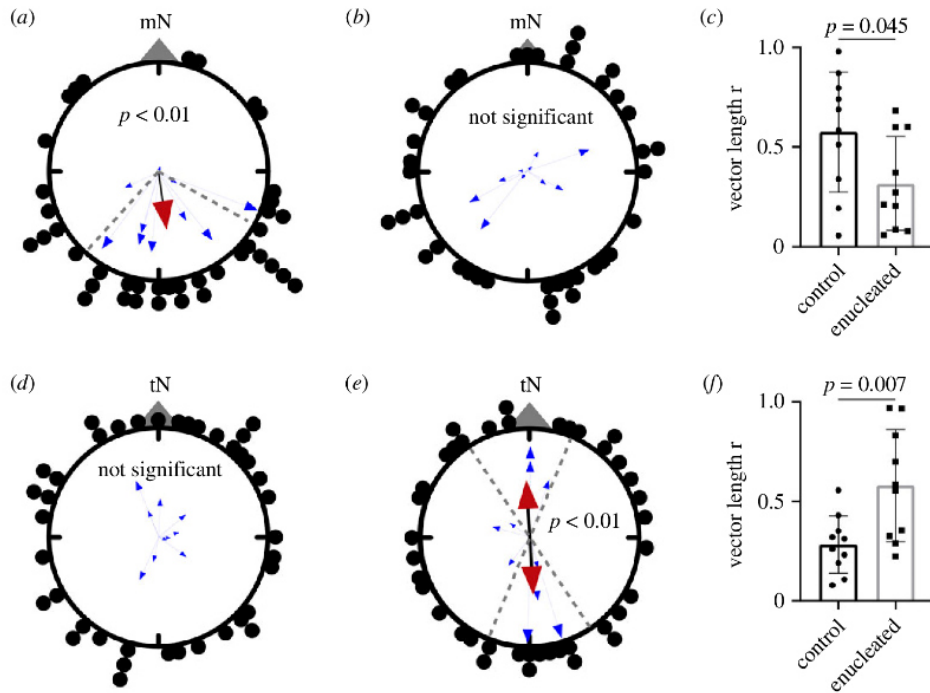 (a)
mN
p < 0.01
(b)
mN
not significant
(c)
p = 0.045
1.0
0.5
0
vector length r
control
enucleated
(d)
tN
not significant
(e)
tN
p < 0.01
(f)
p = 0.007
1.0
0.5
0
vector length r
control
enucleated